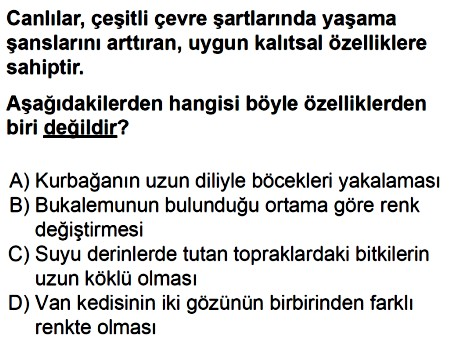 Canlılar, çeşitli çevre şartlarında yaşama
şanslarını arttıran, uygun kalıtsal özelliklere
sahiptir.
Aşağıdakilerden hangisi böyle özelliklerden
biri değildir?
A) Kurbağanın uzun diliyle böcekleri yakalaması
B) Bukalemunun bulunduğu ortama göre renk
değiştirmesi
C) Suyu derinlerde tutan topraklardaki bitkilerin
uzun köklü olması
D) Van kedisinin iki gözünün birbirinden farklı
renkte olması